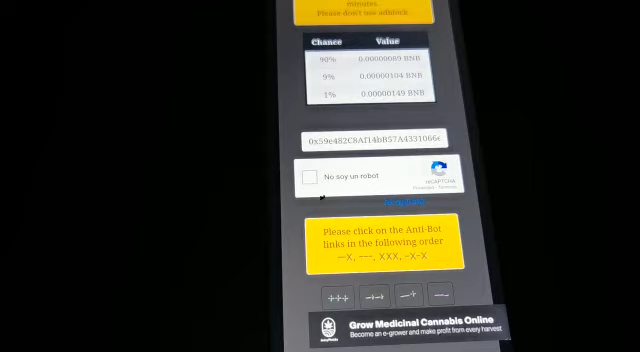 minutes.
Please don't use adblock
Chance Value
90% 0.00000089 BNB
9% 0.00000104 BNB
1% 0.00000149 BNB
No soy un robot
reCAPTCHA
Please click on the Anti-Bot
links in the following order
—X, ---, XXX, -X-X
+++
Grow Medicinal Cannabis Online
Become an e-grower and make profit from every harvest